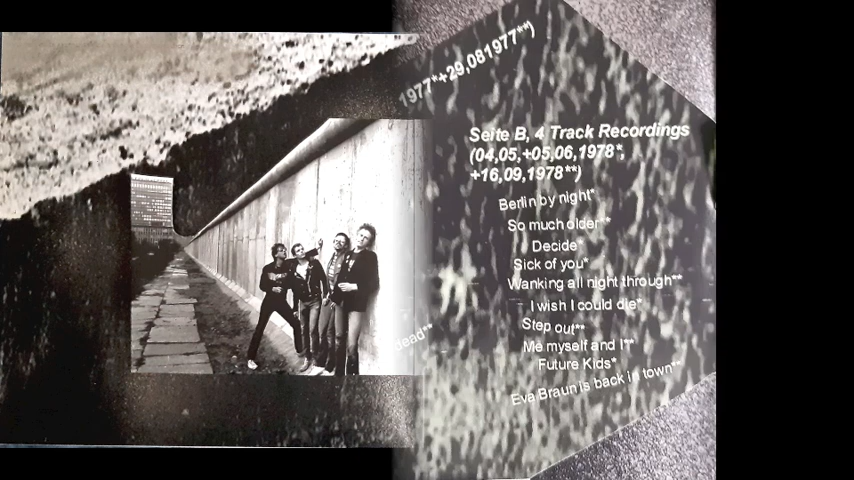 1977*+29,081977**)
Seite B, 4 Track Recordings
(04,05,+05,06,1978*,
+16,09,1978**)
Berlin by night*
So much older**
Decide*
Sick of you*
Wanking all night through**
I wish I could die*
Step out**
Me myself and I**
Future Kids*
Eva Braun is back in town**
dead**